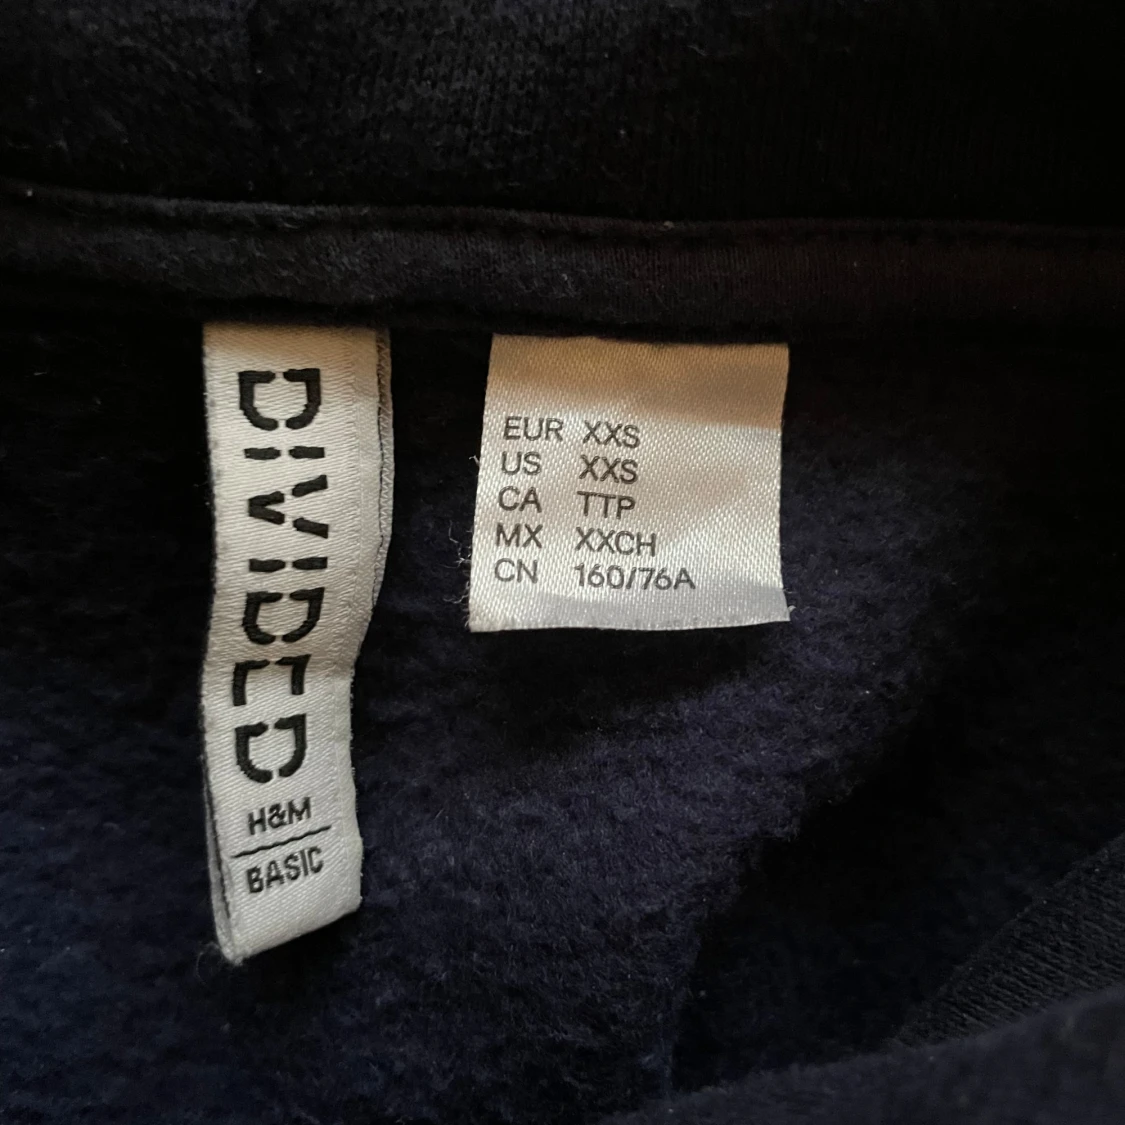 DIVIDED
H&M
BASIC
EUR XXS
US XXS
CA TTP
MX XXCH
CN 160/76A